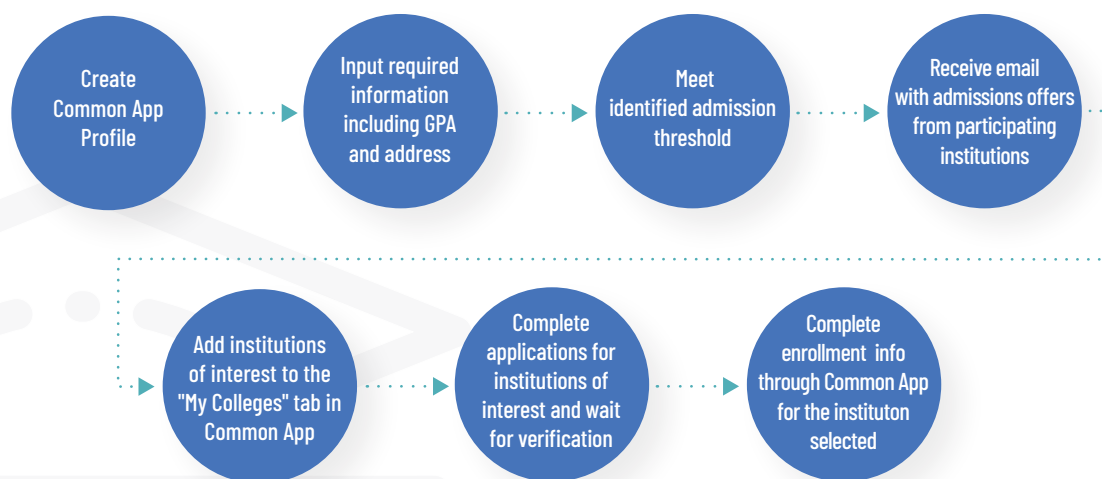 Create
Common App
Profile
Input required
information
including GPA
and address
Meet
identified admission
threshold
Receive email
with admissions offers
from participating
institutions
Add institutions
of interest to the
"My Colleges" tab in
Common App
Complete
applications for
institutions of
interest and wait
for verification
Complete
enrollment info
through Common App
for the instituton
selected